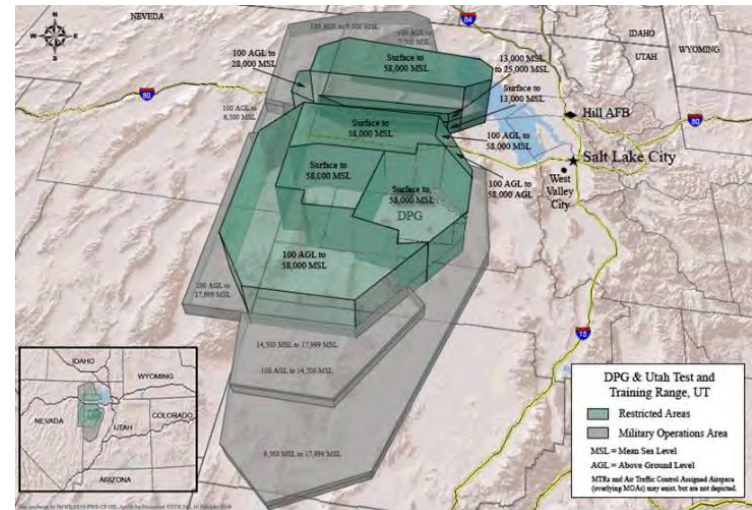 NEVEDA
IDAHO
UTAH
WYOMING
N
W
E
S
84
80
80
15
Surface to
58,000 MSL
100 AGL to
28,000 MSL
13,000 MSL
to 25,000 MSL
Surface to
13,000 MSL
100 AGL to
6,500 MSL
Surface to
58,000 MSL
100 AGL to
58,000 MSL
100 AGL to
58,000 AGL
Surface to
58,000 MSL
Surface to
58,000 MSL
DPG
100 AGL to
58,000 MSL
100 AGL to
17,999 MSL
14,500 MSL to 17,999 MSL
100 AGL to 14,500 MSL
9,500 MSL to 17,999 MSL
Hill AFB
Salt Lake City
West
Valley
City
IDAHO
WYOMING
NEVADA
UTAH
COLORADO
ARIZONA
DPG & Utah Test and
Training Range, UT
Restricted Areas
Military Operations Area
MSL = Mean Sea Level
AGL = Above Ground Level
MTRs and Air Traffic Control Assigned Airspace
(overlying MOAs) may exist, but are not depicted.